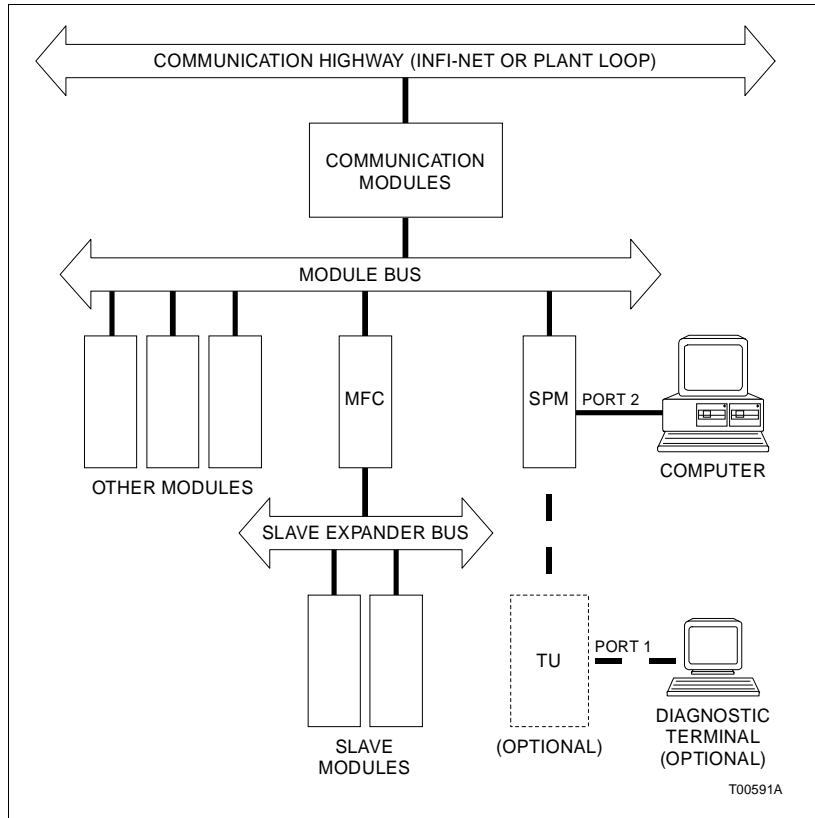 COMMUNICATION HIGHWAY (INFI-NET OR PLANT LOOP)
COMMUNICATION
MODULES
MODULE BUS
MFC
SPM
PORT 2
OTHER MODULES
COMPUTER
SLAVE EXPANDER BUS
TU
PORT 1
SLAVE
MODULES
(OPTIONAL)
DIAGNOSTIC
TERMINAL
(OPTIONAL)
T00591A